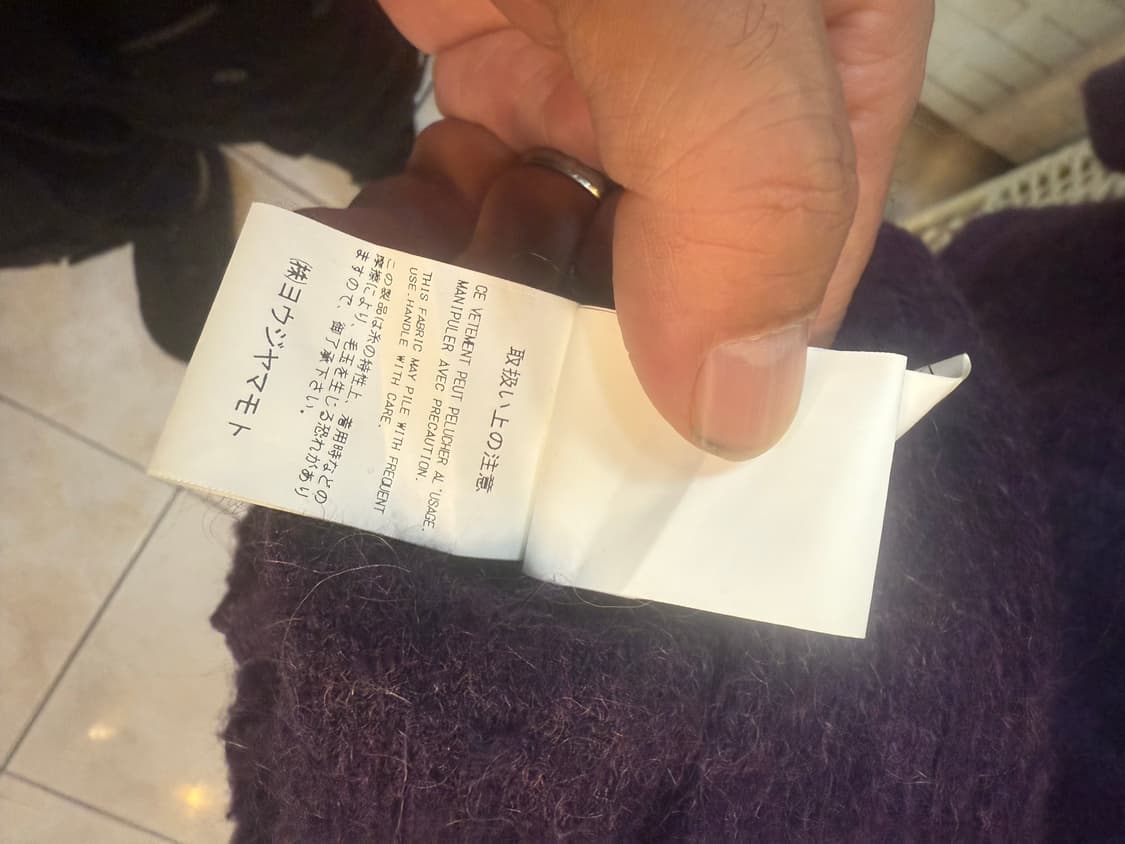 取扱い上の注意
CE VETEMENT PEUT PELUCHER AL'USAGE.
MANIPULER AVEC PRECAUTION.
THIS FABRIC MAY PILE WITH FREQUENT
USE.HANDLE WITH CARE.
この製品は糸の特性上、着用時などの
摩擦により、毛玉を生じる恐れがあり
ますので、御了承下さい。
㈱ヨウジヤマモト